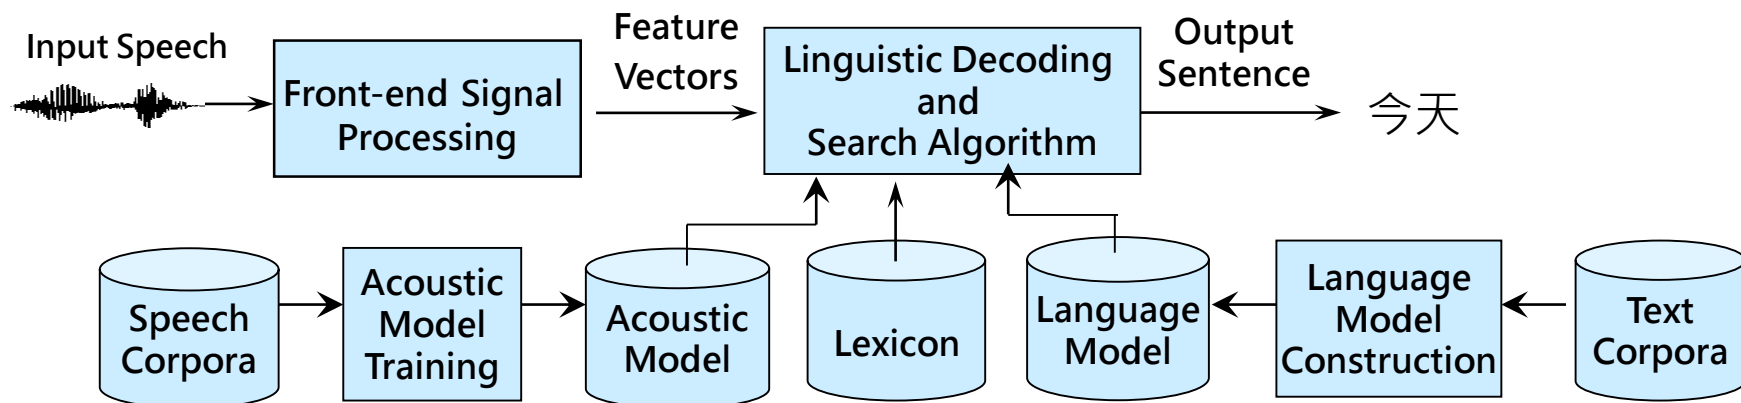 Input Speech
Front-end Signal
Processing
Feature
Vectors
Linguistic Decoding
and
Search Algorithm
Output
Sentence
今天
Speech
Corpora
Acoustic
Model
Training
Acoustic
Model
Lexicon
Language
Model
Language
Model
Construction
Text
Corpora